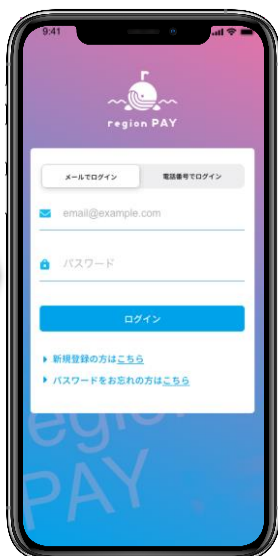 9:41
region PAY
メールでログイン
電話番号でログイン
email@example.com
パスワード
ログイン
新規登録の方はこちら
パスワードをお忘れの方はこちら
region
PAY